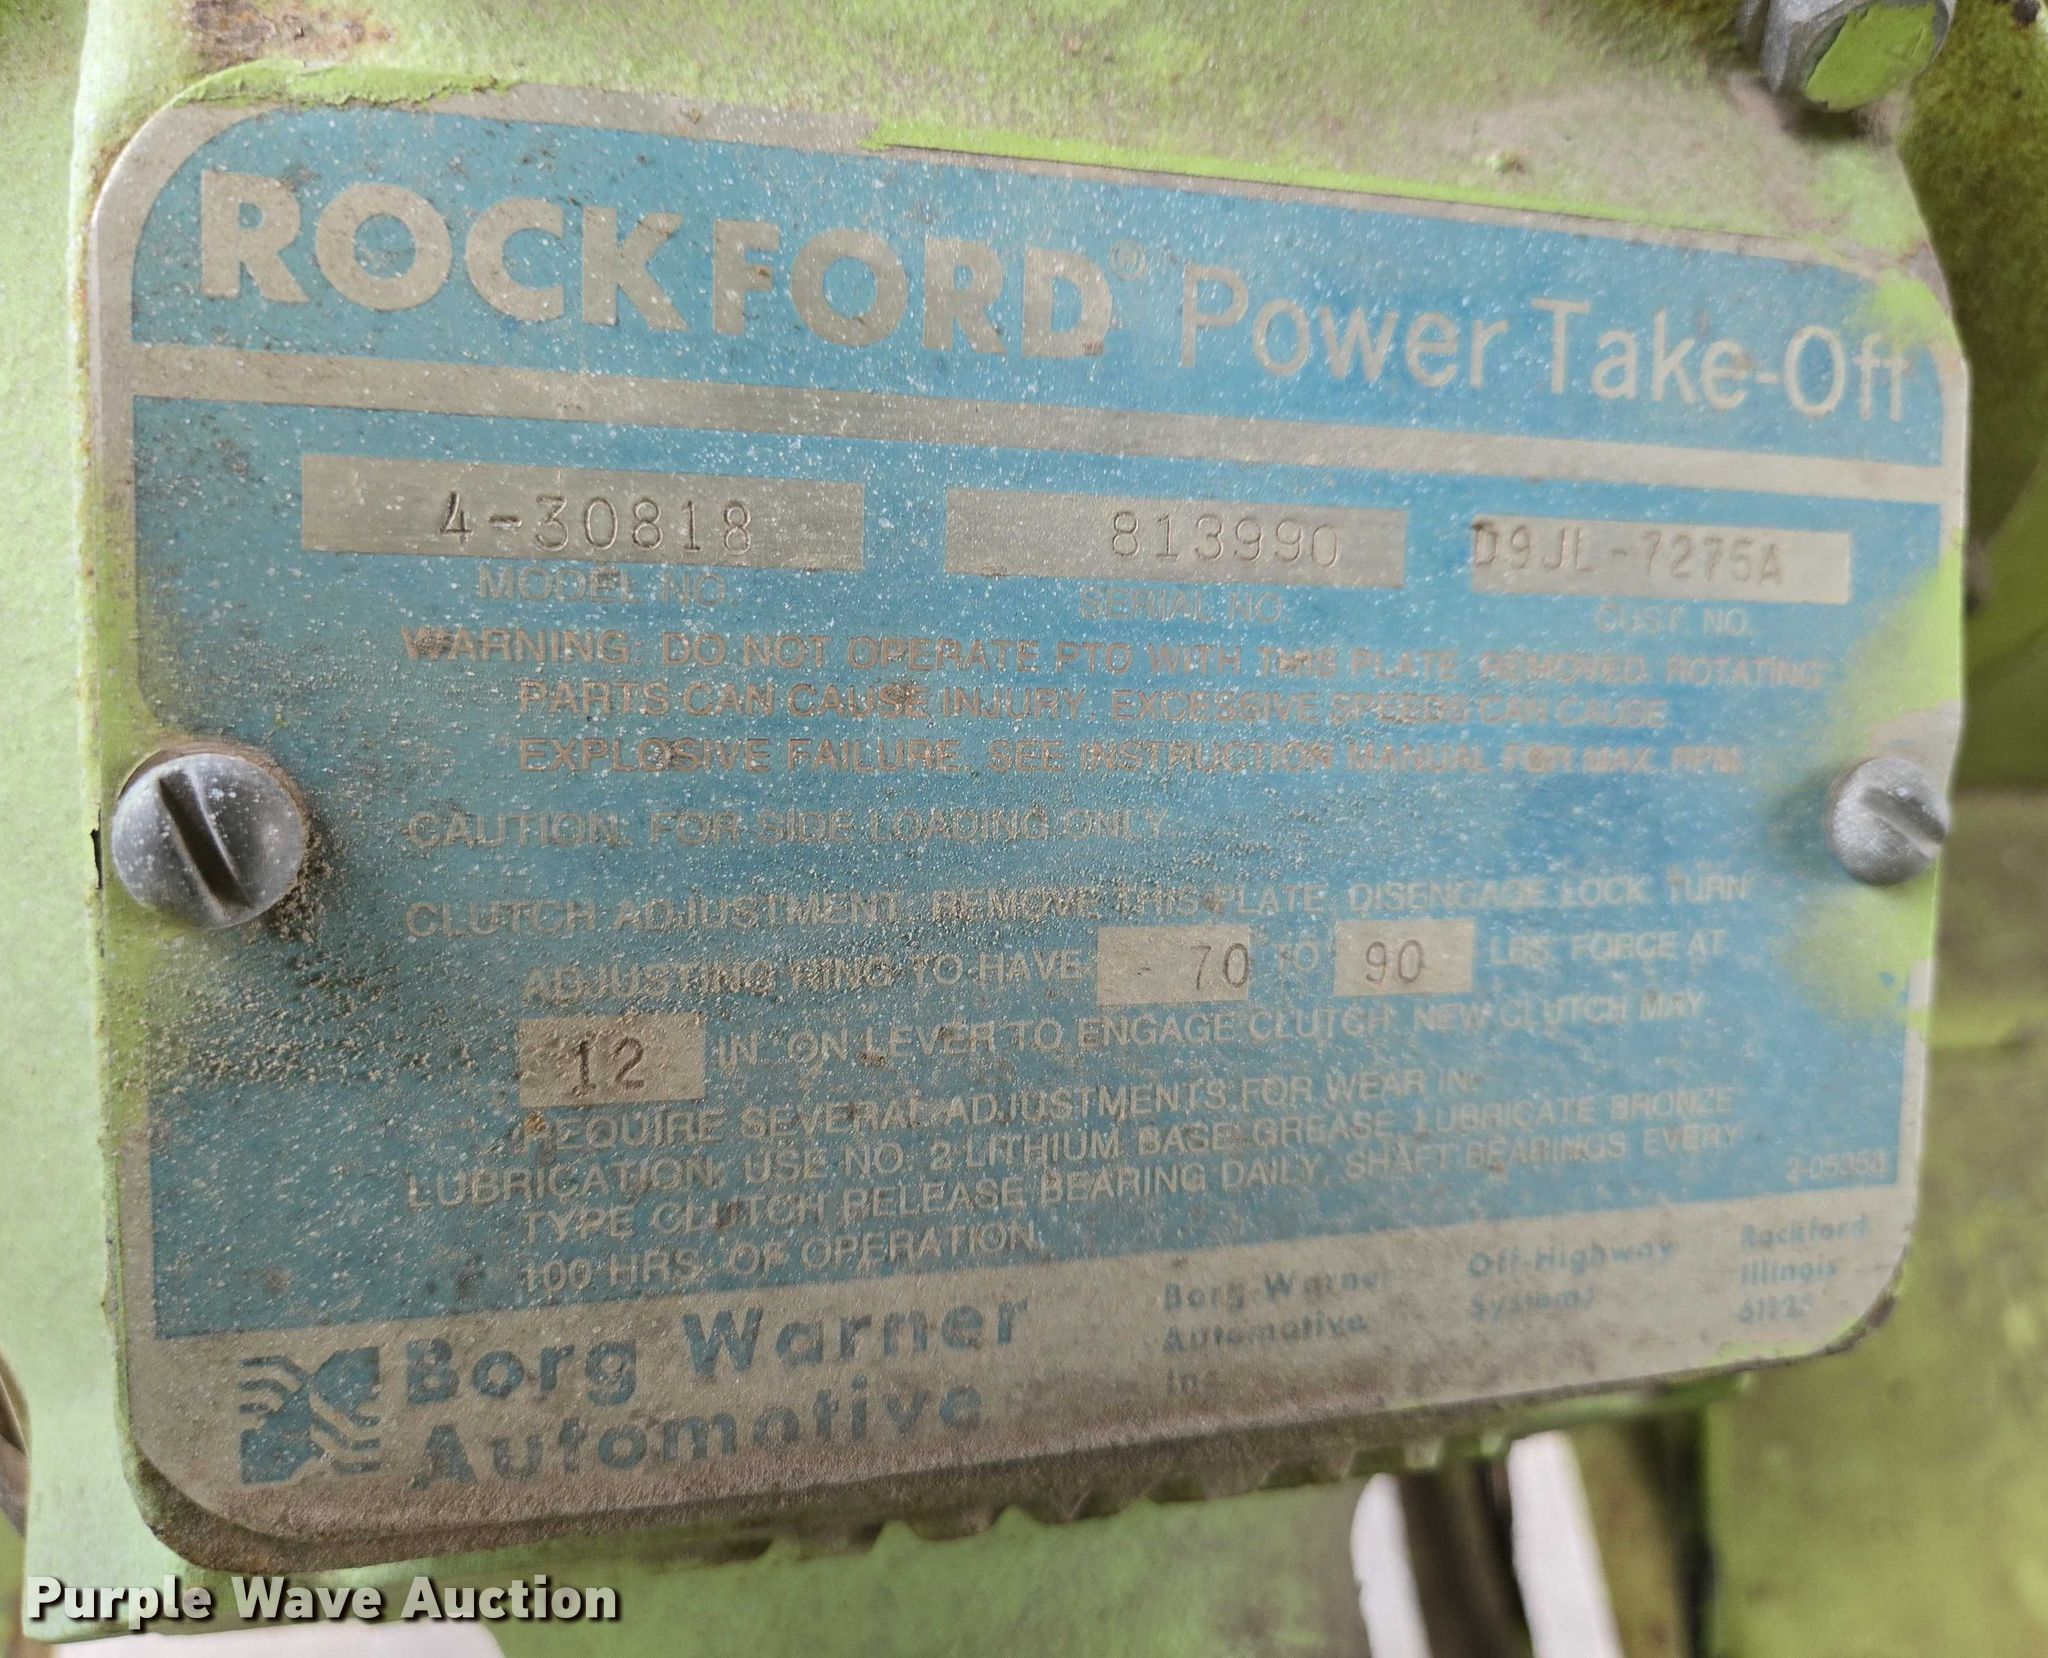 ROCKFORD® Power Take-Off
4-30818 813990 D9JL-7275A
MODEL NO. SERIAL NO. CUST. NO.
WARNING: DO NOT OPERATE PTO WITH THIS PLATE REMOVED. ROTATING
PARTS CAN CAUSE INJURY. EXCESSIVE SPEEDS CAN CAUSE
EXPLOSIVE FAILURE. SEE INSTRUCTION MANUAL FOR MAX. RPM.
CAUTION: FOR SIDE LOADING ONLY.
CLUTCH ADJUSTMENT: REMOVE THIS PLATE, DISENGAGE LOCK. TURN
ADJUSTING RING TO HAVE 70 TO 90 LBS. FORCE AT
12 IN. ON LEVER TO ENGAGE CLUTCH. NEW CLUTCH MAY
REQUIRE SEVERAL ADJUSTMENTS FOR WEAR IN.
LUBRICATION: USE NO. 2 LITHIUM BASE GREASE. LUBRICATE BRONZE
TYPE CLUTCH RELEASE BEARING DAILY, SHAFT BEARINGS EVERY
100 HRS. OF OPERATION.
Borg Warner
Automotive
Borg-Warner
Automotive
Inc.
Off-Highway
Systems
Rockford
Illinois
Purple Wave Auction